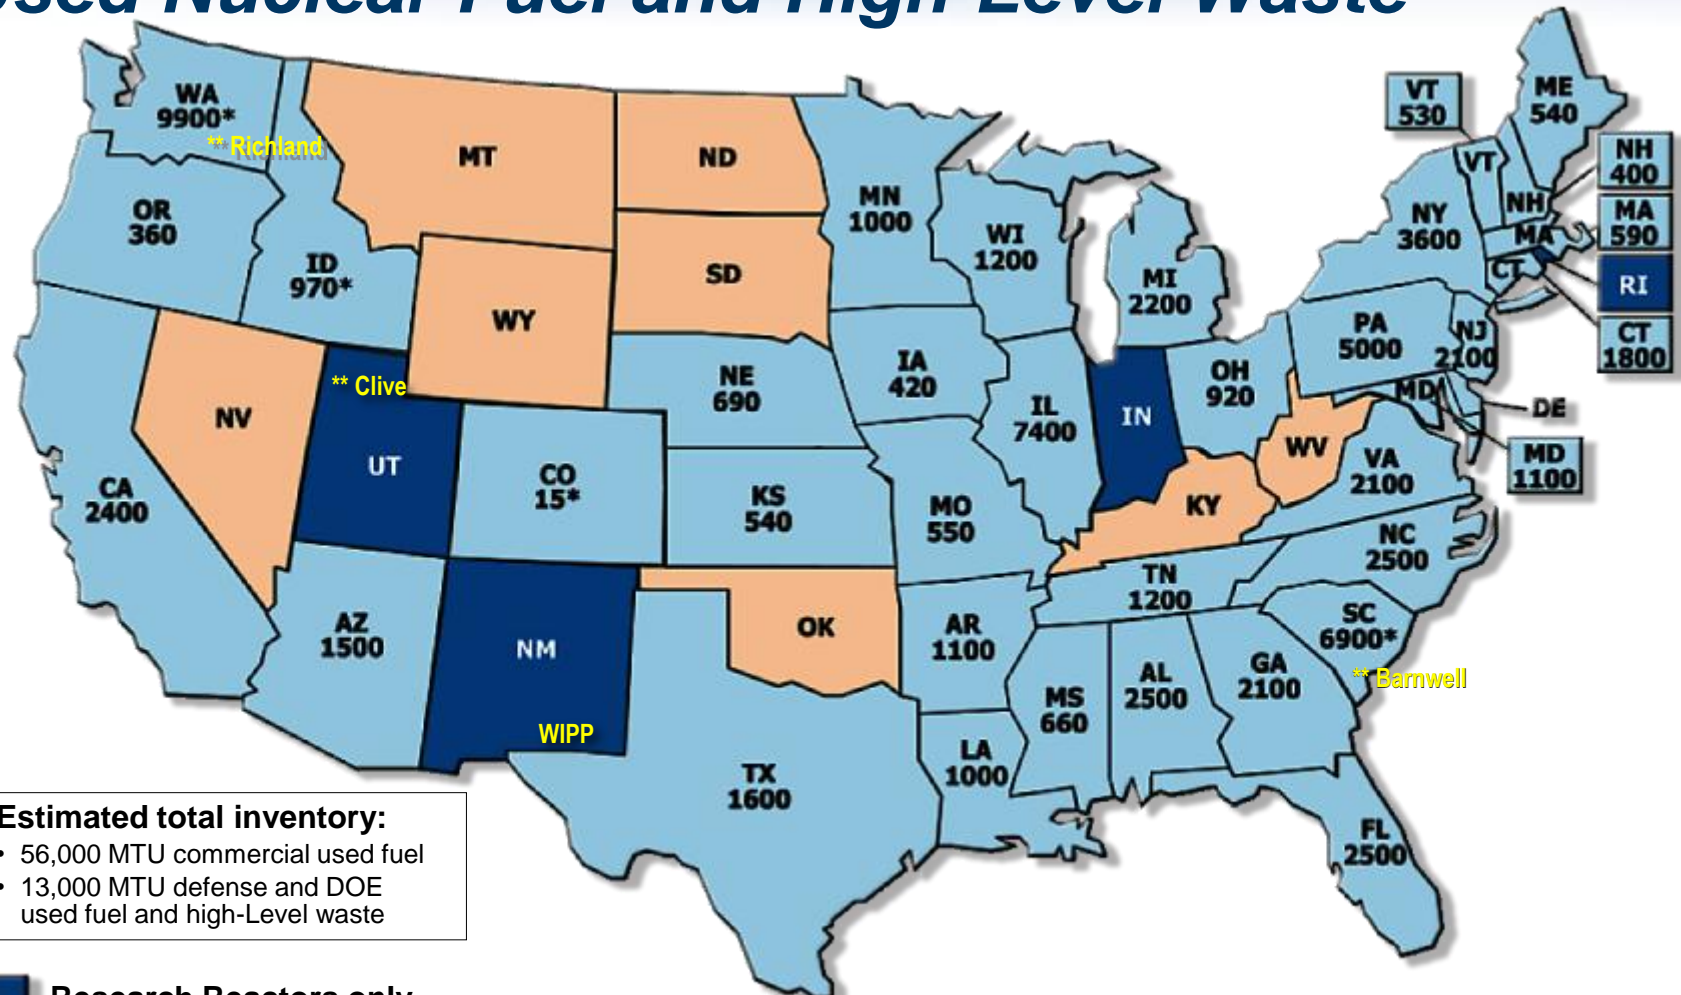 Used Nuclear Fuel and High-Level Waste
WA
9900*
** Richland
MT
ND
MN
1000
VT
530
ME
540
OR
360
ID
970*
WY
SD
WI
1200
MI
2200
NY
3600
VT
NH
MA
CT
NH
400
MA
590
RI
CT
1800
NV
** Clive
UT
NE
690
IA
420
IL
7400
IN
OH
920
PA
5000
NJ
2100
MD
DE
MD
1100
CA
2400
CO
15*
KS
540
MO
550
KY
WV
VA
2100
NC
2500
AZ
1500
NM
WIPP
OK
AR
1100
TN
1200
SC
6900*
** Barnwell
TX
1600
LA
1000
MS
660
AL
2500
GA
2100
FL
2500
Estimated total inventory:
• 56,000 MTU commercial used fuel
• 13,000 MTU defense and DOE
used fuel and high-Level waste
Research Reactors only